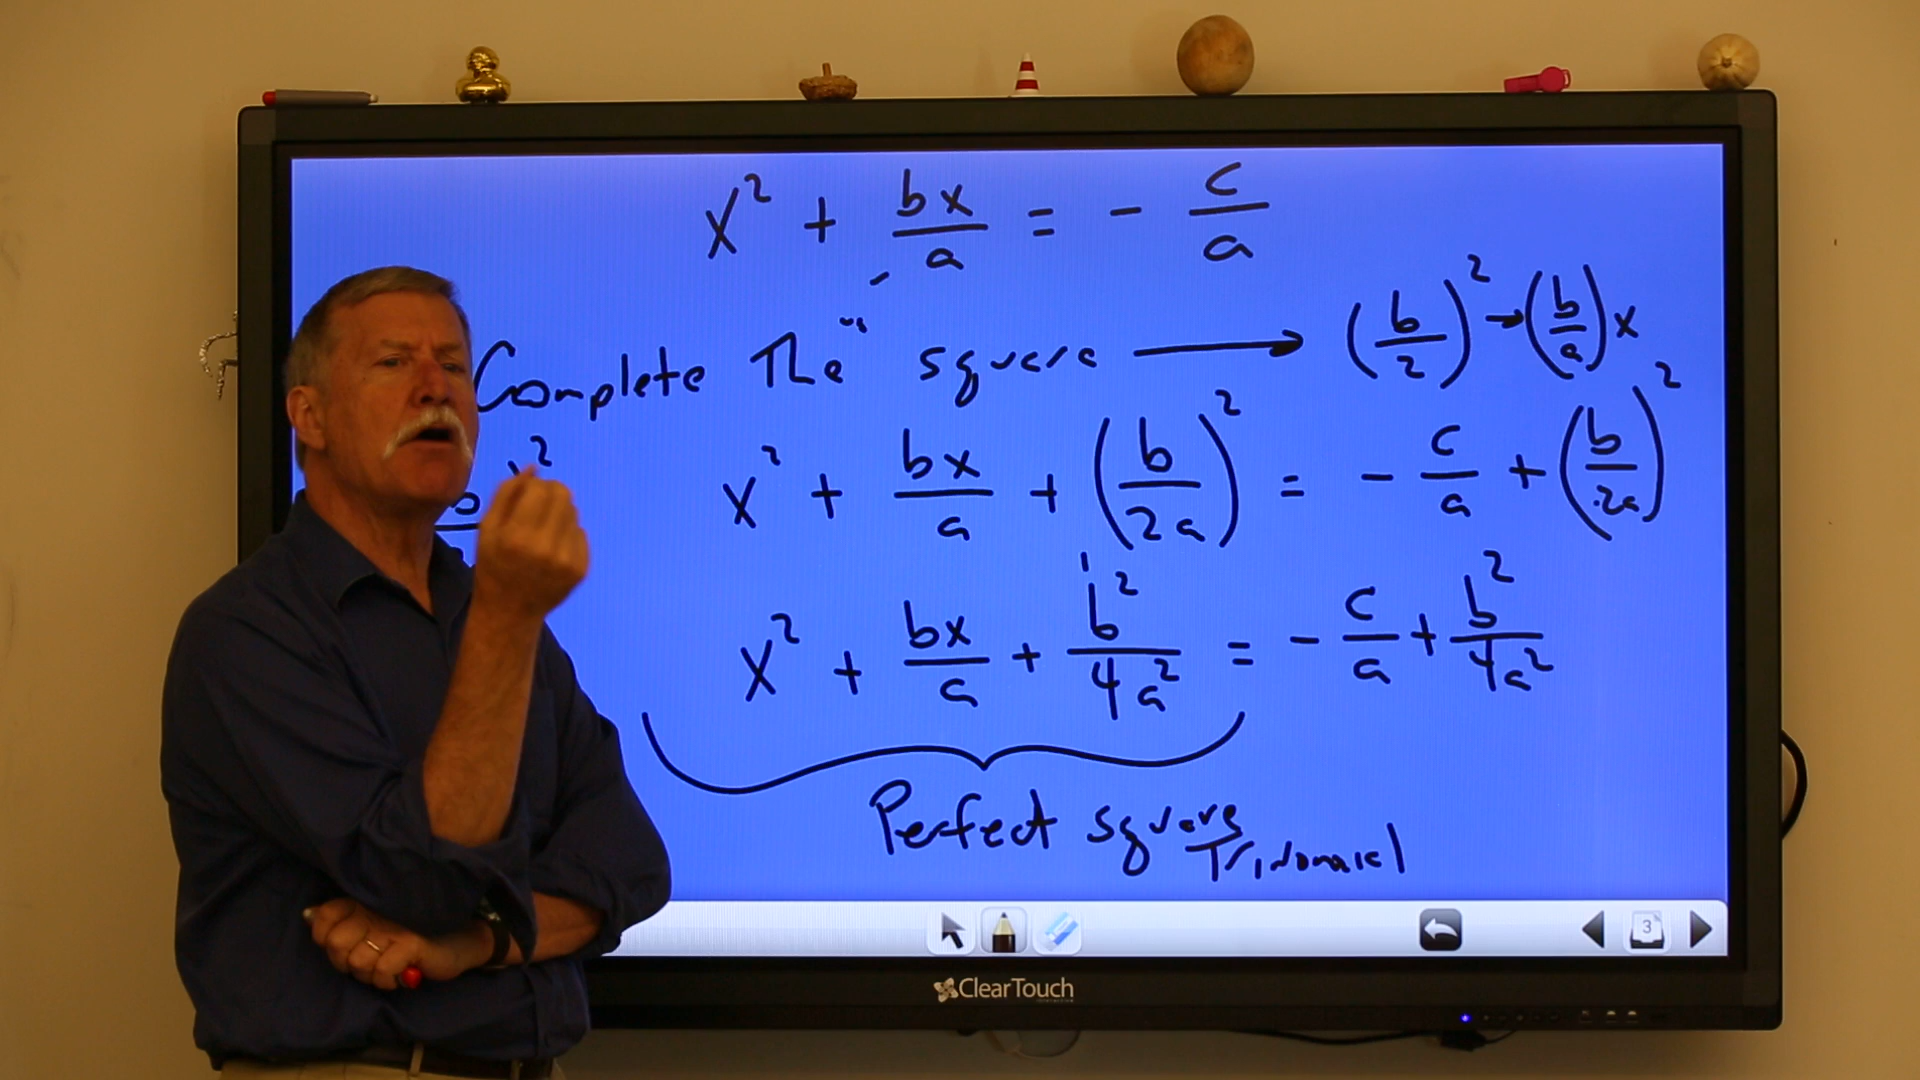 x² + bx/a = - c/a
Complete The square → (b/2)² → (b/a)x
x² + bx/a + (b/2a)² = - c/a + (b/2a)²
x² + bx/a + b²/4a² = - c/a + b²/4a²
Perfect square
Trinomial
3
ClearTouch